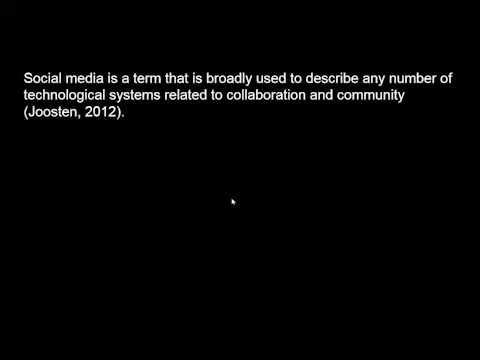 Social media is a term that is broadly used to describe any number of
technological systems related to collaboration and community
(Joosten, 2012).